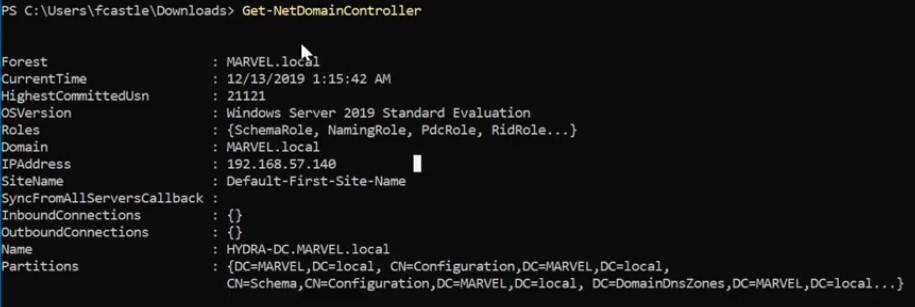 PS C:\Users\fcastle\Downloads> Get-NetDomainController
Forest : MARVEL.local
CurrentTime : 12/13/2019 1:15:42 AM
HighestCommittedUsn : 21121
OSVersion : Windows Server 2019 Standard Evaluation
Roles : {SchemaRole, NamingRole, PdcRole, RidRole...}
Domain : MARVEL.local
IPAddress : 192.168.57.140
SiteName : Default-First-Site-Name
SyncFromAllServersCallback :
InboundConnections : {}
OutboundConnections : {}
Name : HYDRA-DC.MARVEL.local
Partitions : {DC=MARVEL,DC=local, CN=Configuration,DC=MARVEL,DC=local,
CN=Schema,CN=Configuration,DC=MARVEL,DC=local, DC=DomainDnsZones,DC=MARVEL,DC=local...}